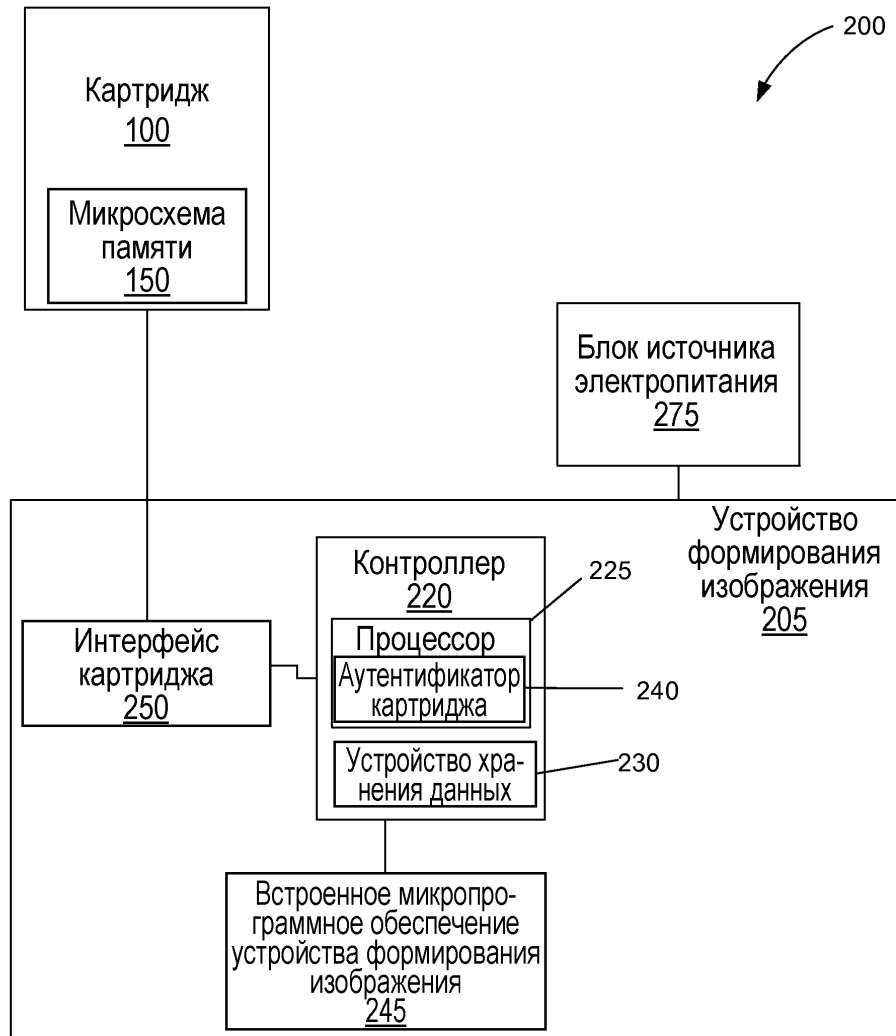 200
Картридж
100
Микросхема
памяти
150
Блок источника
электропитания
275
Устройство
формирования
изображения
205
Контроллер
220
225
Процессор
Аутентификатор
картриджа
240
Интерфейс
картриджа
250
Устройство хра-
нения данных
230
Встроенное микропро-
граммное обеспечение
устройства формирования
изображения
245